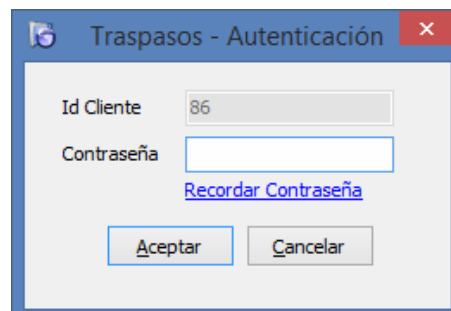 Traspasos - Autenticación
Id Cliente 86
Contraseña
Recordar Contraseña
Aceptar Cancelar